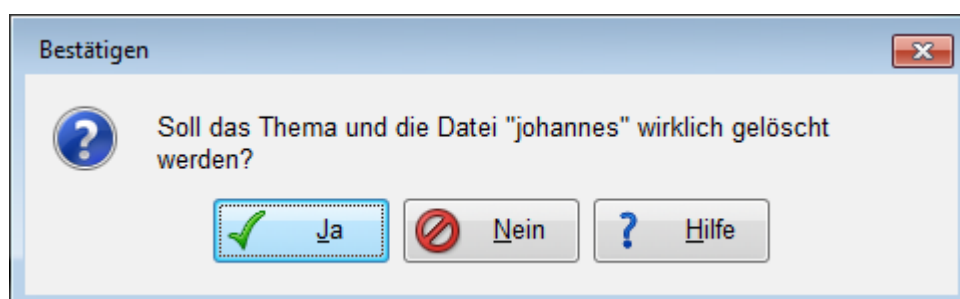 Bestätigen
Soll das Thema und die Datei "johannes" wirklich gelöscht
werden?
Ja
Nein
Hilfe